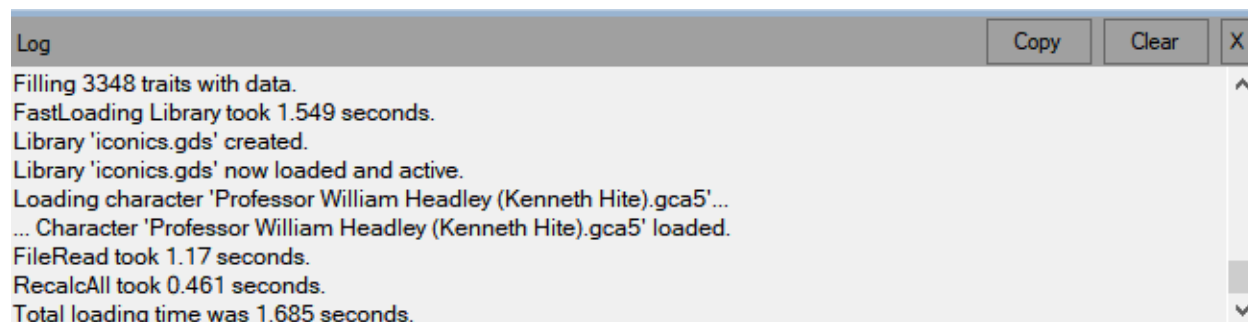 Log Copy Clear X
Filling 3348 traits with data.
FastLoading Library took 1.549 seconds.
Library 'iconics.gds' created.
Library 'iconics.gds' now loaded and active.
Loading character 'Professor William Headley (Kenneth Hite).gca5'...
... Character 'Professor William Headley (Kenneth Hite).gca5' loaded.
FileRead took 1.17 seconds.
RecalcAll took 0.461 seconds.
Total loading time was 1.685 seconds.